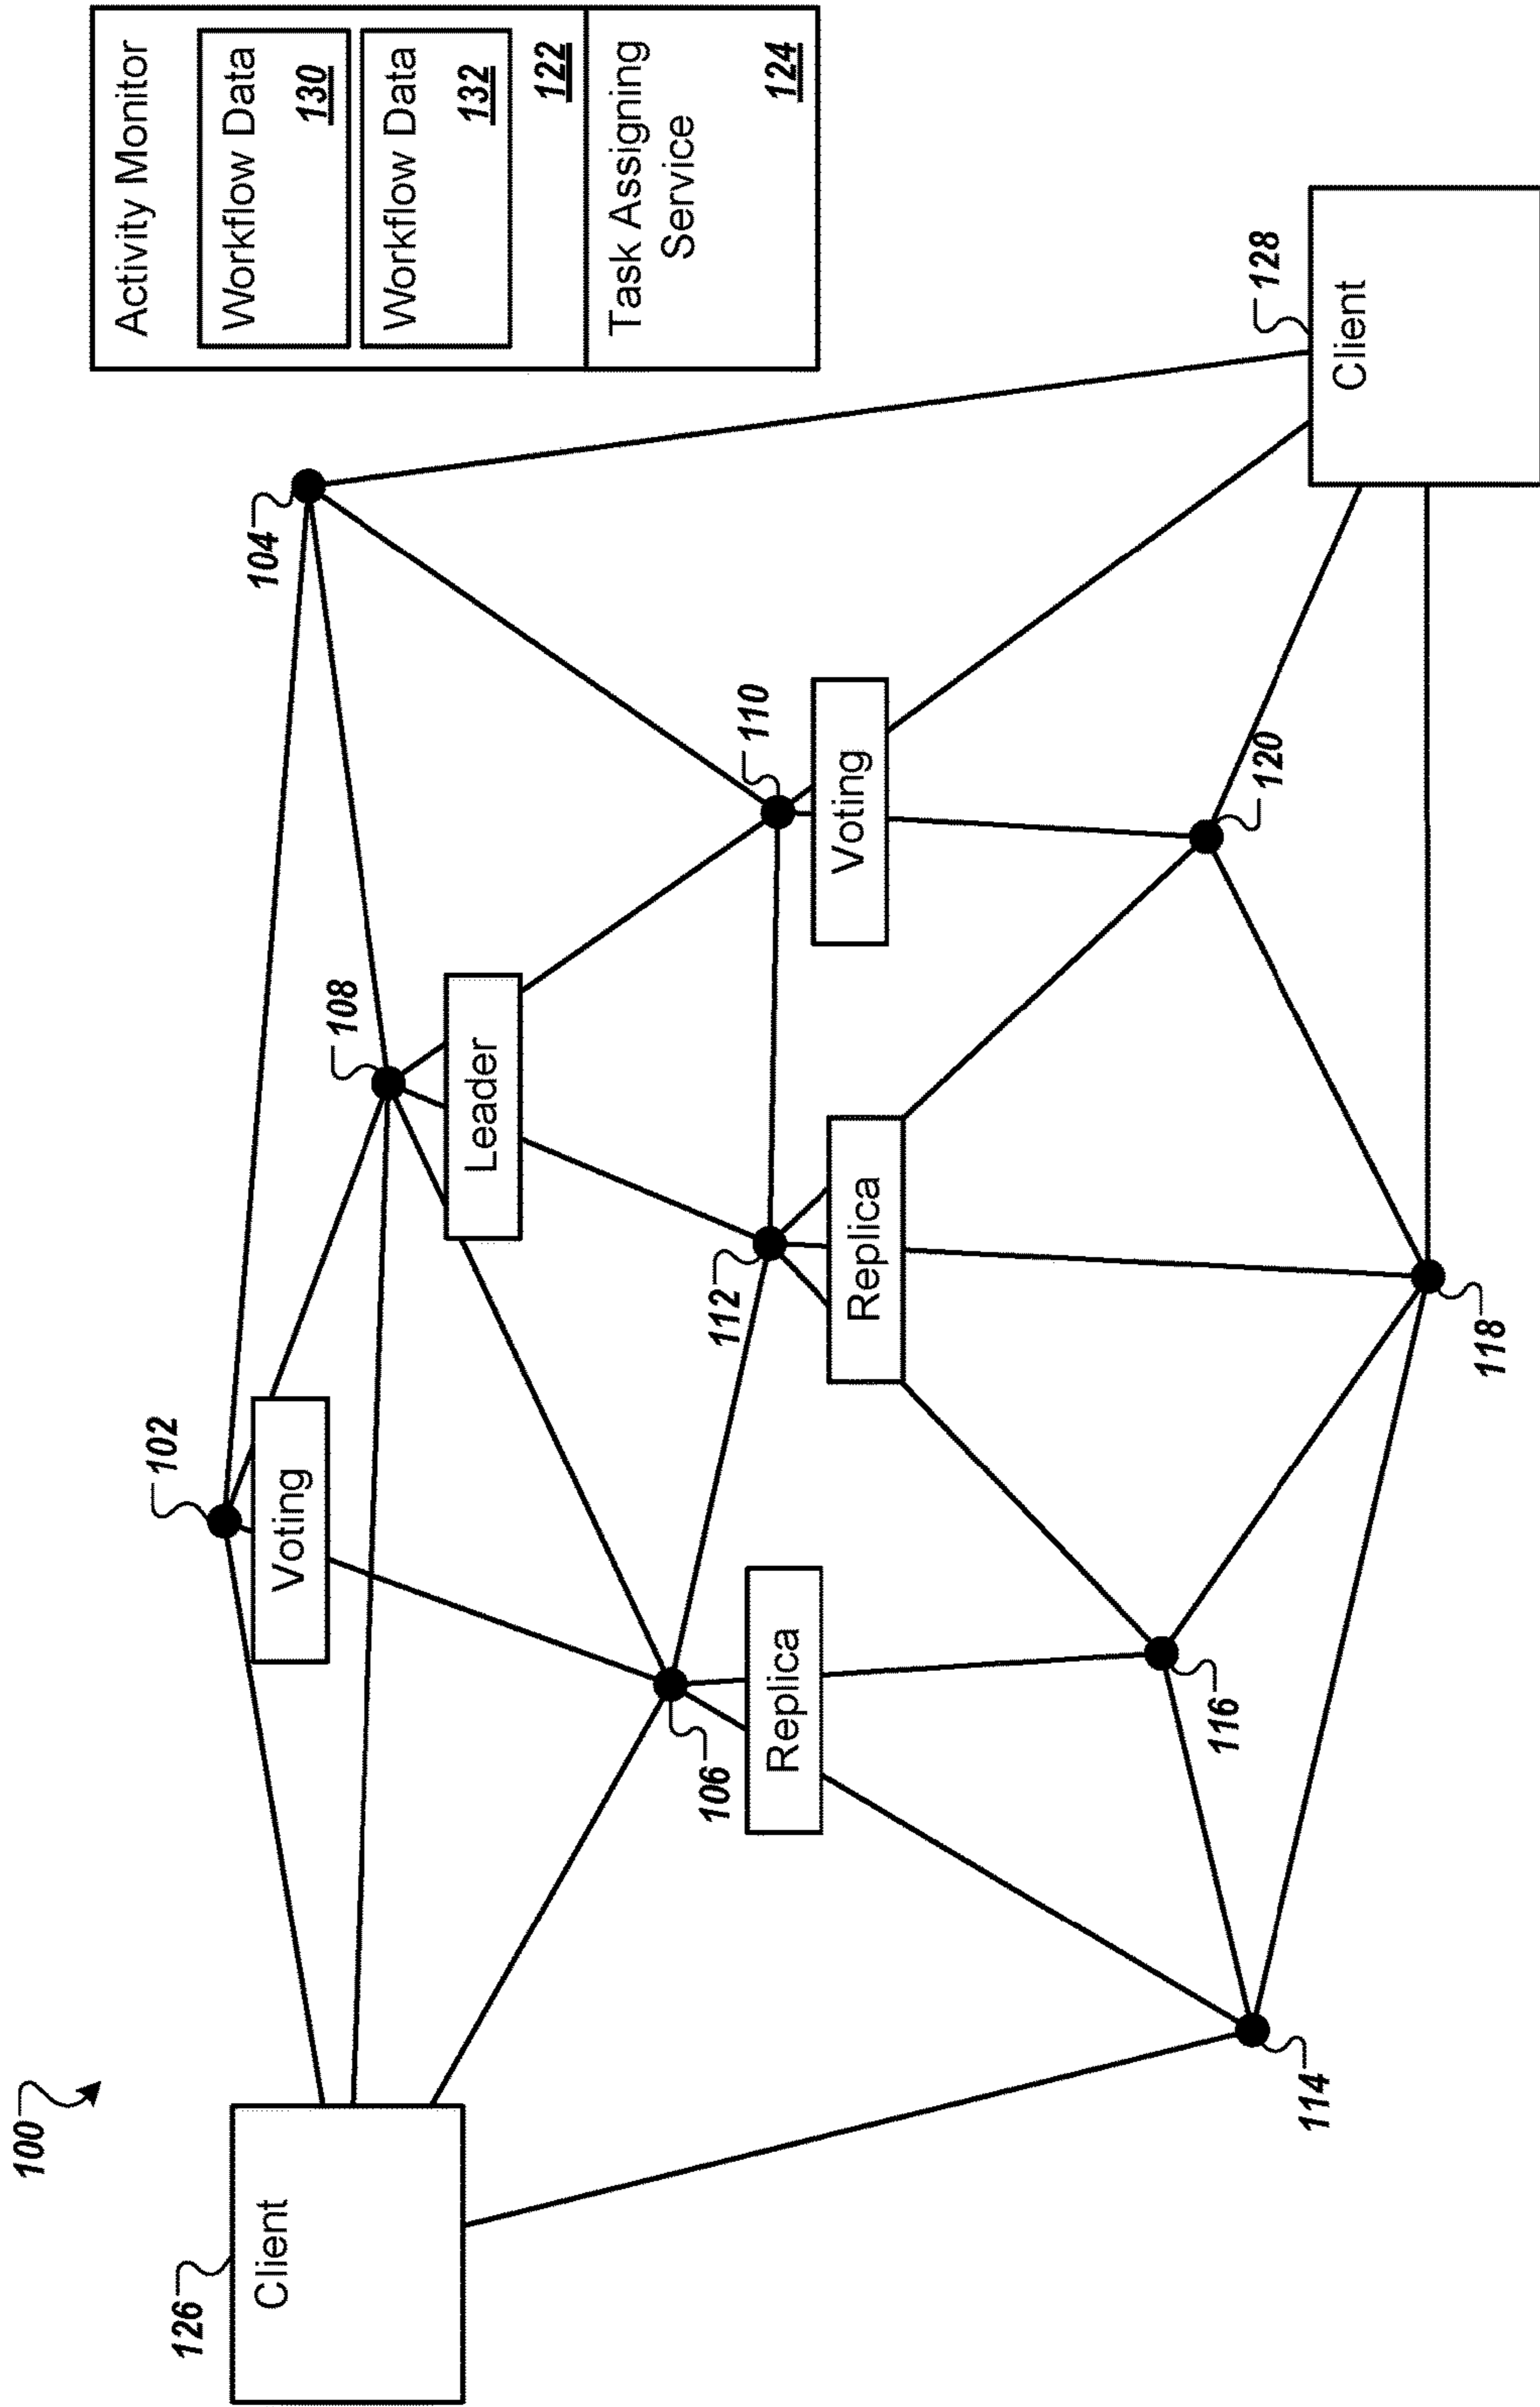 100
126
Client
102
Voting
108
Leader
104
Activity Monitor
Workflow Data
130
Workflow Data
132
122
Task Assigning
Service
124
106
Replica
112
Replica
110
Voting
128
Client
114
116
118
120